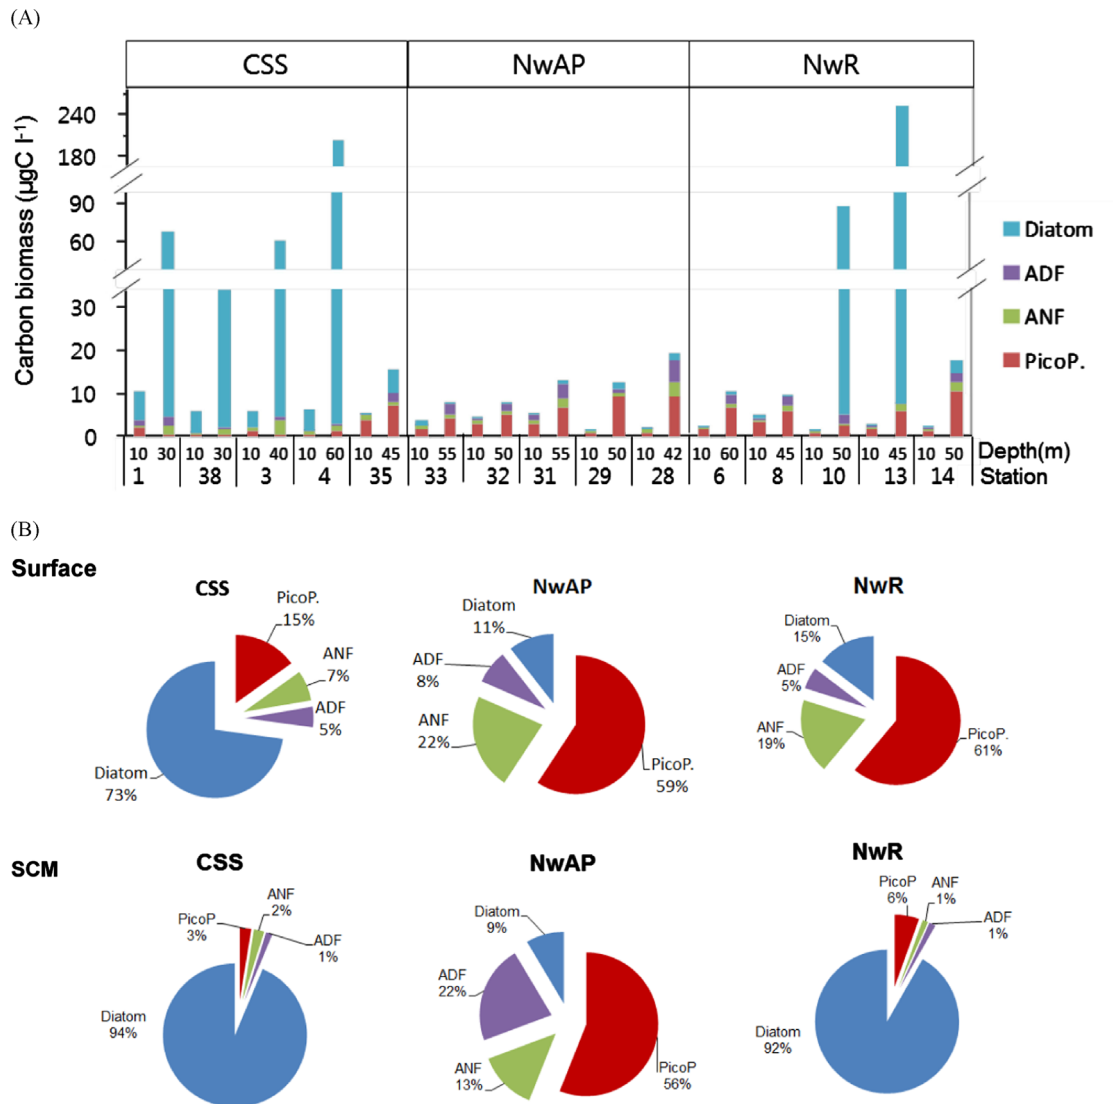 (A)
CSS NwAP NwR
Carbon biomass (µgC l-1)
240
180
90
60
30
20
10
0
Diatom
ADF
ANF
PicoP.
10 30 10 30 10 40 10 60 10 45 10 55 10 50 10 55 10 50 10 42 10 60 10 45 10 50 10 45 10 50 Depth(m)
1 38 3 4 35 33 32 31 29 28 6 8 10 13 14 Station
(B)
Surface
CSS
PicoP.
15%
ANF
7%
ADF
5%
Diatom
73%
NwAP
Diatom
11%
ADF
8%
ANF
22%
PicoP.
59%
NwR
Diatom
15%
ADF
5%
ANF
19%
PicoP.
61%
SCM
CSS
PicoP
3%
ANF
2%
ADF
1%
Diatom
94%
NwAP
Diatom
9%
ADF
22%
ANF
13%
PicoP
56%
NwR
PicoP
6%
ANF
1%
ADF
1%
Diatom
92%